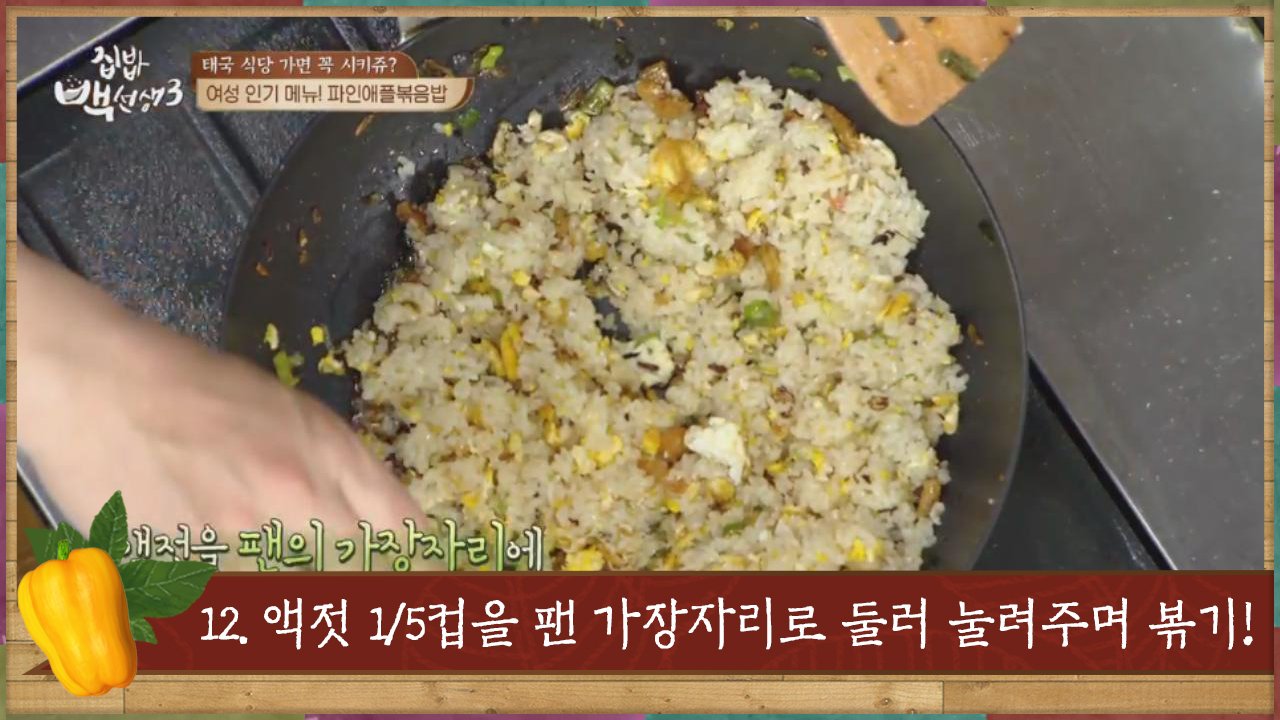 집밥
백선생3
태국 식당 가면 꼭 시키쥬?
여성 인기 메뉴! 파인애플볶음밥
액젓을 팬의 가장자리에
12. 액젓 1/5컵을 팬 가장자리로 둘러 눌려주며 볶기!